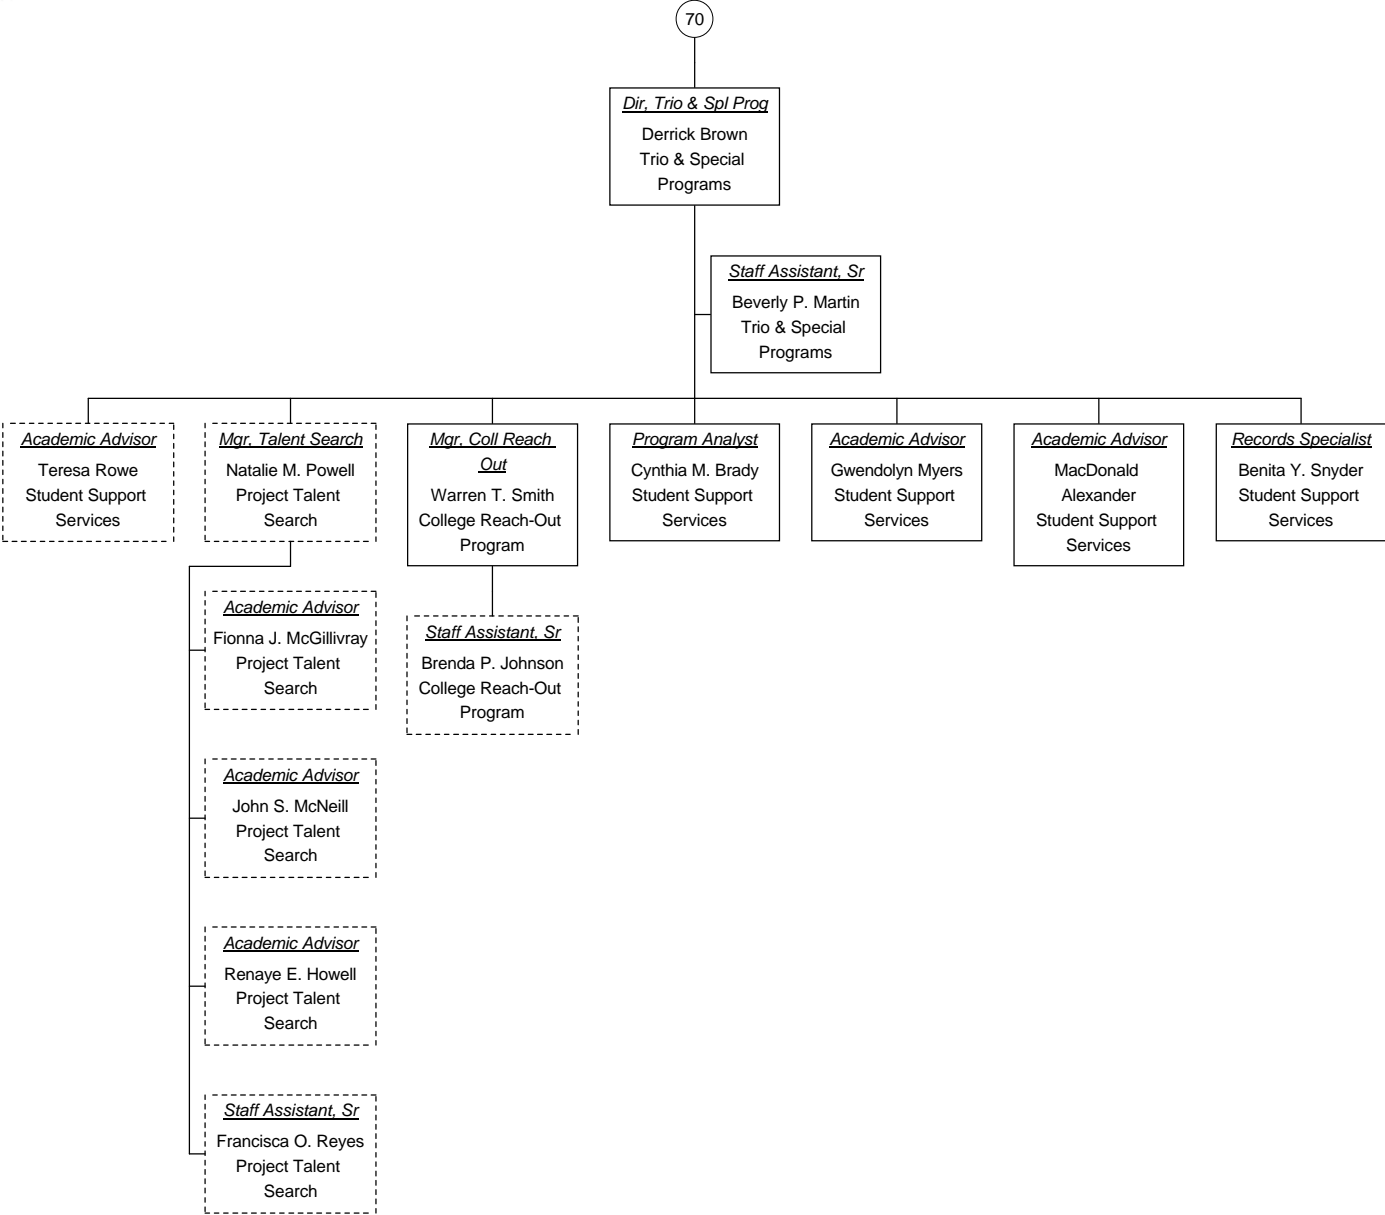 70
Dir, Trio & Spl Prog
Derrick Brown
Trio & Special
Programs
Staff Assistant, Sr
Beverly P. Martin
Trio & Special
Programs
Academic Advisor
Teresa Rowe
Student Support
Services
Mgr, Talent Search
Natalie M. Powell
Project Talent
Search
Mgr, Coll Reach
Out
Warren T. Smith
College Reach-Out
Program
Program Analyst
Cynthia M. Brady
Student Support
Services
Academic Advisor
Gwendolyn Myers
Student Support
Services
Academic Advisor
MacDonald
Alexander
Student Support
Services
Records Specialist
Benita Y. Snyder
Student Support
Services
Academic Advisor
Fionna J. McGillivray
Project Talent
Search
Staff Assistant, Sr
Brenda P. Johnson
College Reach-Out
Program
Academic Advisor
John S. McNeill
Project Talent
Search
Academic Advisor
Renaye E. Howell
Project Talent
Search
Staff Assistant, Sr
Francisca O. Reyes
Project Talent
Search